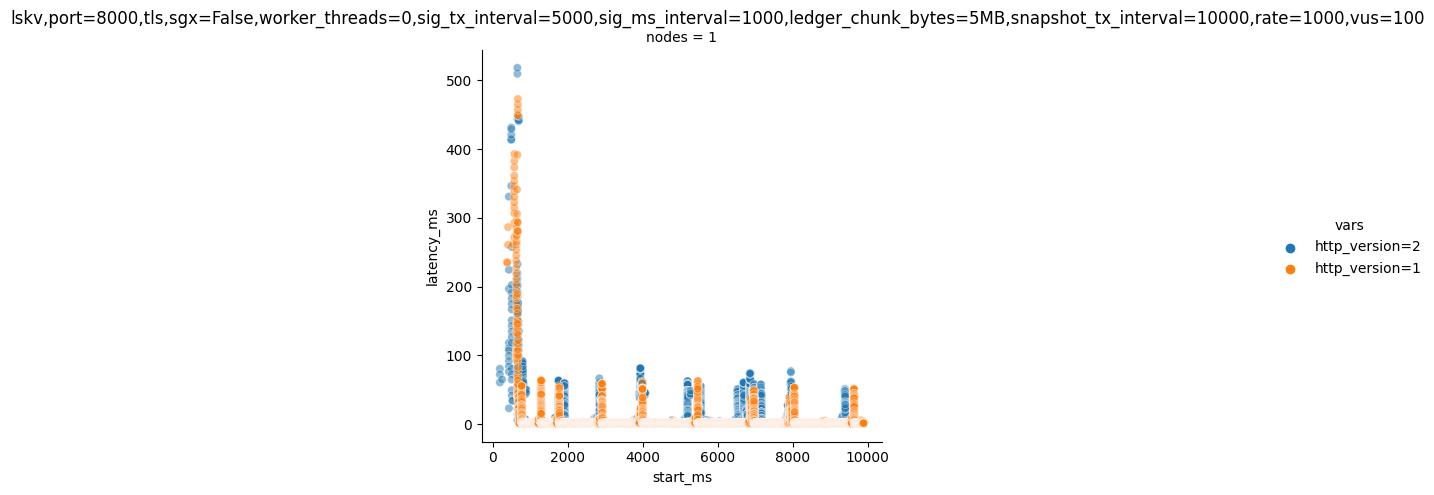 lskv,port=8000,tls,sgx=False,worker_threads=0,sig_tx_interval=5000,sig_ms_interval=1000,ledger_chunk_bytes=5MB,snapshot_tx_interval=10000,rate=1000,vus=100
nodes = 1
500
400
300
200
100
0
latency_ms
0 2000 4000 6000 8000 10000
start_ms
vars
http_version=2
http_version=1